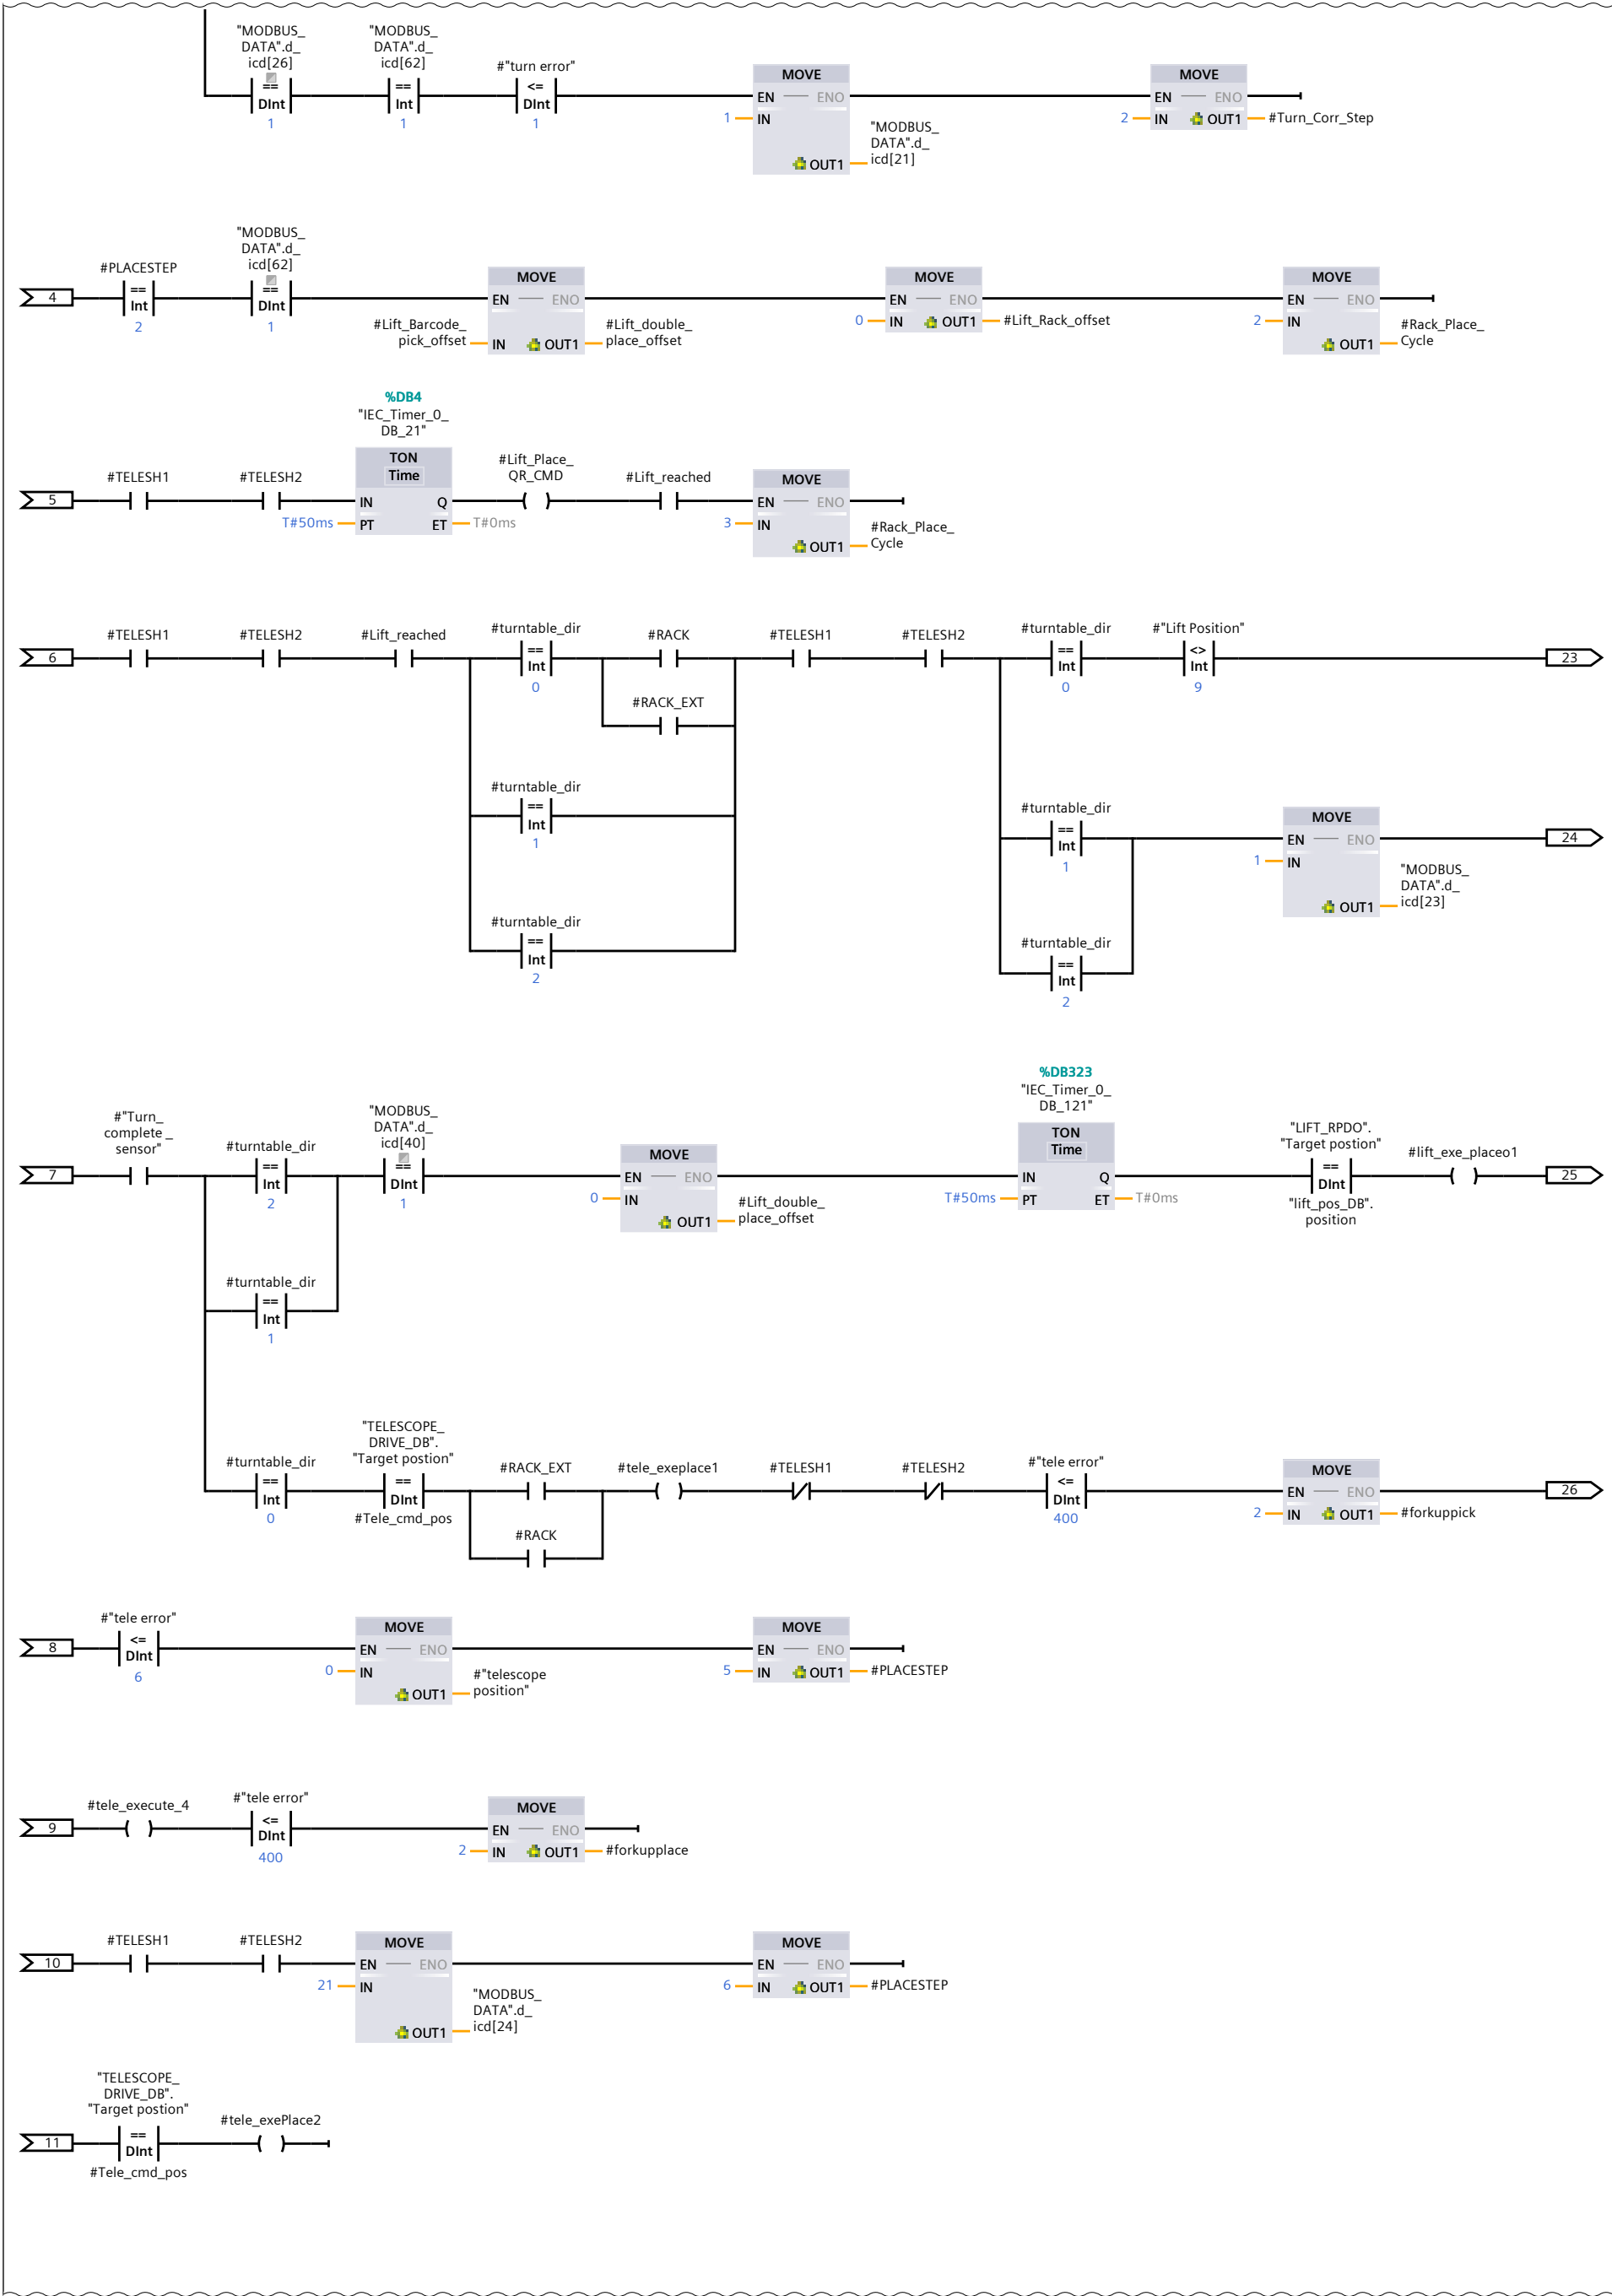 "MODBUS_
DATA".d_
icd[26]
==
DInt
1
"MODBUS_
DATA".d_
icd[62]
==
Int
1
#"turn error"
<=
DInt
1
MOVE
EN — ENO
1 IN
OUT1
"MODBUS_
DATA".d_
icd[21]
MOVE
EN — ENO
2 IN OUT1 #Turn_Corr_Step
4
#PLACESTEP
==
Int
2
"MODBUS_
DATA".d_
icd[62]
==
DInt
1
MOVE
EN — ENO
#Lift_Barcode_
pick_offset
IN OUT1
#Lift_double_
place_offset
MOVE
EN — ENO
0 IN OUT1 #Lift_Rack_offset
MOVE
EN — ENO
2 IN
OUT1
#Rack_Place_
Cycle
5
#TELESH1
#TELESH2
%DB4
"IEC_Timer_0_
DB_21"
TON
Time
IN Q
T#50ms PT ET T#0ms
#Lift_Place_
QR_CMD
#Lift_reached
MOVE
EN — ENO
3 IN
OUT1
#Rack_Place_
Cycle
6
#TELESH1
#TELESH2
#Lift_reached
#turntable_dir
==
Int
0
#RACK
#RACK_EXT
#turntable_dir
==
Int
1
#turntable_dir
==
Int
2
#TELESH1
#TELESH2
#turntable_dir
==
Int
0
#"Lift Position"
<>
Int
9
23
#turntable_dir
==
Int
1
#turntable_dir
==
Int
2
MOVE
EN — ENO
1 IN
OUT1
"MODBUS_
DATA".d_
icd[23]
24
7
#"Turn_
complete _
sensor"
#turntable_dir
==
Int
2
#turntable_dir
==
Int
1
"MODBUS_
DATA".d_
icd[40]
==
DInt
1
MOVE
EN — ENO
0 IN
OUT1
#Lift_double_
place_offset
%DB323
"IEC_Timer_0_
DB_121"
TON
Time
IN Q
T#50ms PT ET T#0ms
"LIFT_RPDO".
"Target postion"
==
DInt
"lift_pos_DB".
position
#lift_exe_placeo1
25
#turntable_dir
==
Int
0
"TELESCOPE_
DRIVE_DB".
"Target postion"
==
DInt
#Tele_cmd_pos
#RACK_EXT
#RACK
#tele_exeplace1
#TELESH1
#TELESH2
#"tele error"
<=
DInt
400
MOVE
EN — ENO
2 IN OUT1 #forkuppick
26
8
#"tele error"
<=
DInt
6
MOVE
EN — ENO
0 IN
OUT1
#"telescope
position"
MOVE
EN — ENO
5 IN OUT1 #PLACESTEP
9
#tele_execute_4
#"tele error"
<=
DInt
400
MOVE
EN — ENO
2 IN OUT1 #forkupplace
10
#TELESH1
#TELESH2
MOVE
EN — ENO
21 IN
OUT1
"MODBUS_
DATA".d_
icd[24]
MOVE
EN — ENO
6 IN OUT1 #PLACESTEP
11
"TELESCOPE_
DRIVE_DB".
"Target postion"
==
DInt
#Tele_cmd_pos
#tele_exePlace2